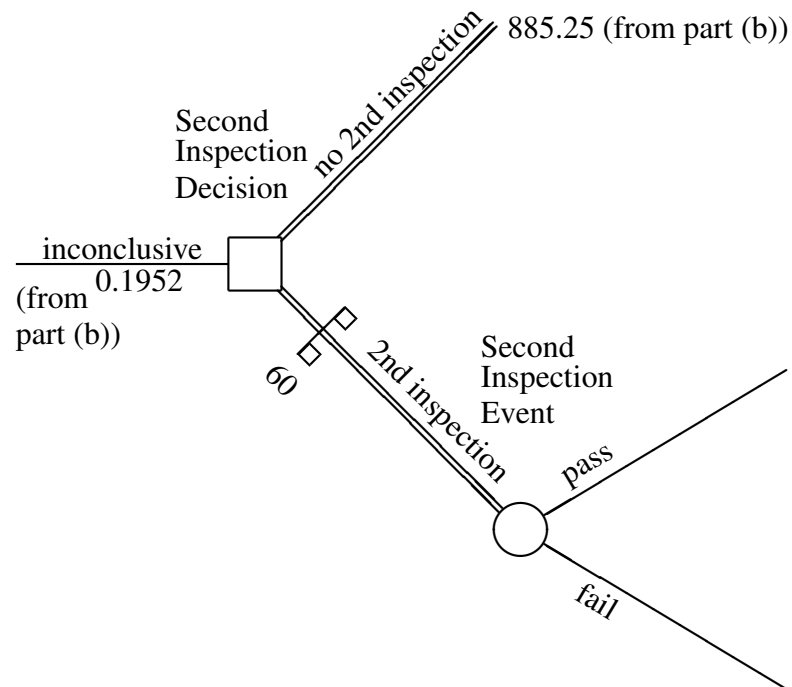 885.25 (from part (b))
no 2nd inspection
Second
Inspection
Decision
inconclusive
0.1952
(from
part (b))
60
2nd inspection
Second
Inspection
Event
pass
fail